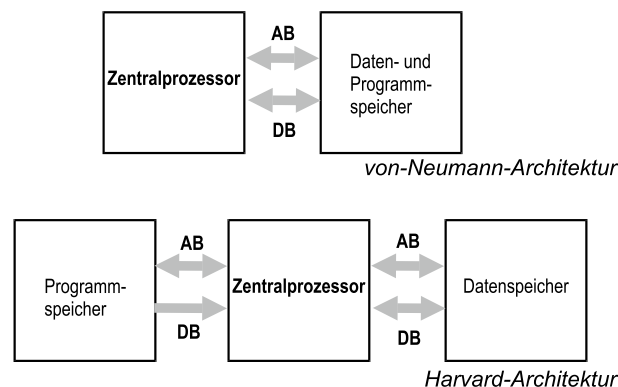 AB
Zentralprozessor
Daten- und
Programm-
speicher
DB
von-Neumann-Architektur
AB
AB
Programm-
speicher
Zentralprozessor
Datenspeicher
DB
DB
Harvard-Architektur